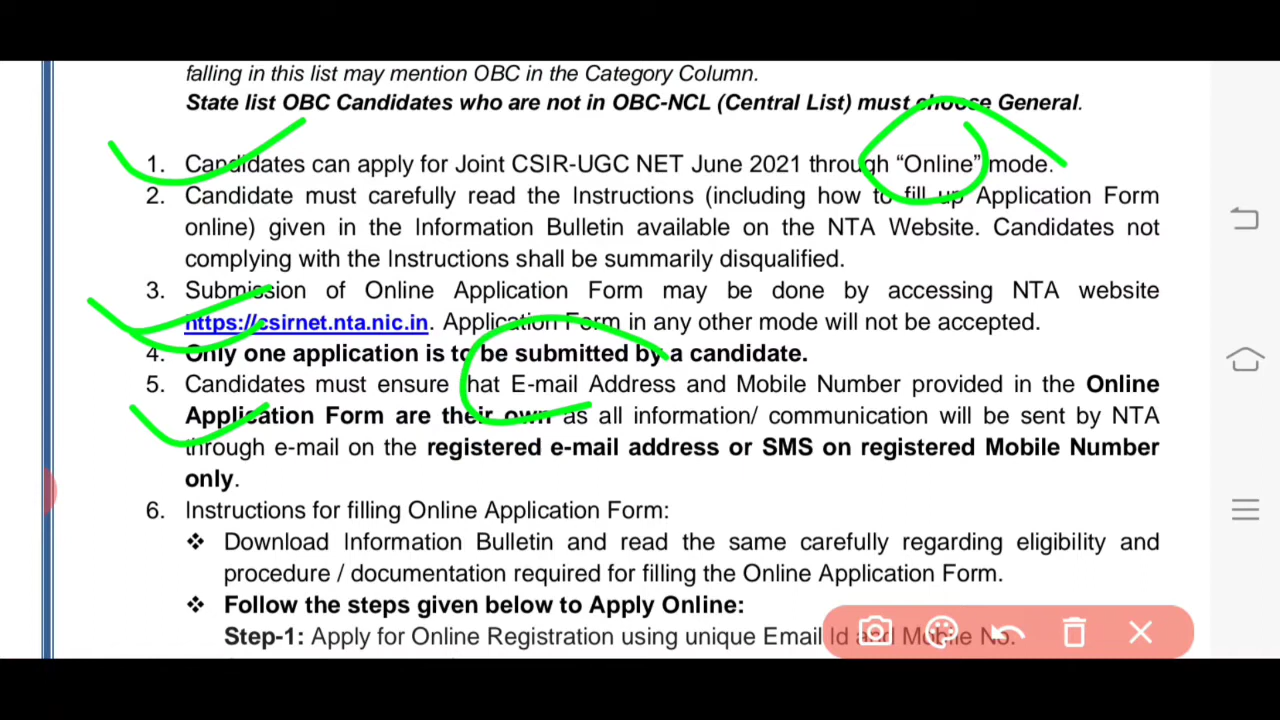 falling in this list may mention OBC in the Category Column.
State list OBC Candidates who are not in OBC-NCL (Central List) must choose General.
1. Candidates can apply for Joint CSIR-UGC NET June 2021 through “Online” mode.
2. Candidate must carefully read the Instructions (including how to fill up Application Form
online) given in the Information Bulletin available on the NTA Website. Candidates not
complying with the Instructions shall be summarily disqualified.
3. Submission of Online Application Form may be done by accessing NTA website
https://csirnet.nta.nic.in. Application Form in any other mode will not be accepted.
4. Only one application is to be submitted by a candidate.
5. Candidates must ensure that E-mail Address and Mobile Number provided in the Online
Application Form are their own as all information/ communication will be sent by NTA
through e-mail on the registered e-mail address or SMS on registered Mobile Number
only.
6. Instructions for filling Online Application Form:
❖ Download Information Bulletin and read the same carefully regarding eligibility and
procedure / documentation required for filling the Online Application Form.
❖ Follow the steps given below to Apply Online:
Step-1: Apply for Online Registration using unique Email Id and Mobile No.